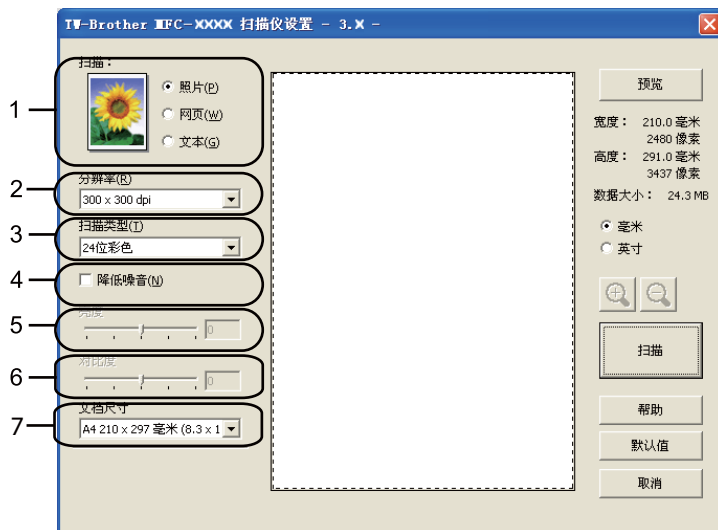 TW-Brother MFC-XXXX 扫描仪设置 - 3.X -
扫描：
1
照片(P)
网页(W)
文本(G)
2
分辨率(R)
300 x 300 dpi
3
扫描类型(T)
24位彩色
4
降低噪音(N)
5
亮度
0
6
对比度
0
7
文档尺寸
A4 210 x 297 毫米 (8.3 x 1
预览
宽度： 210.0 毫米
2480 像素
高度： 291.0 毫米
3437 像素
数据大小： 24.3 MB
毫米
英寸
扫描
帮助
默认值
取消